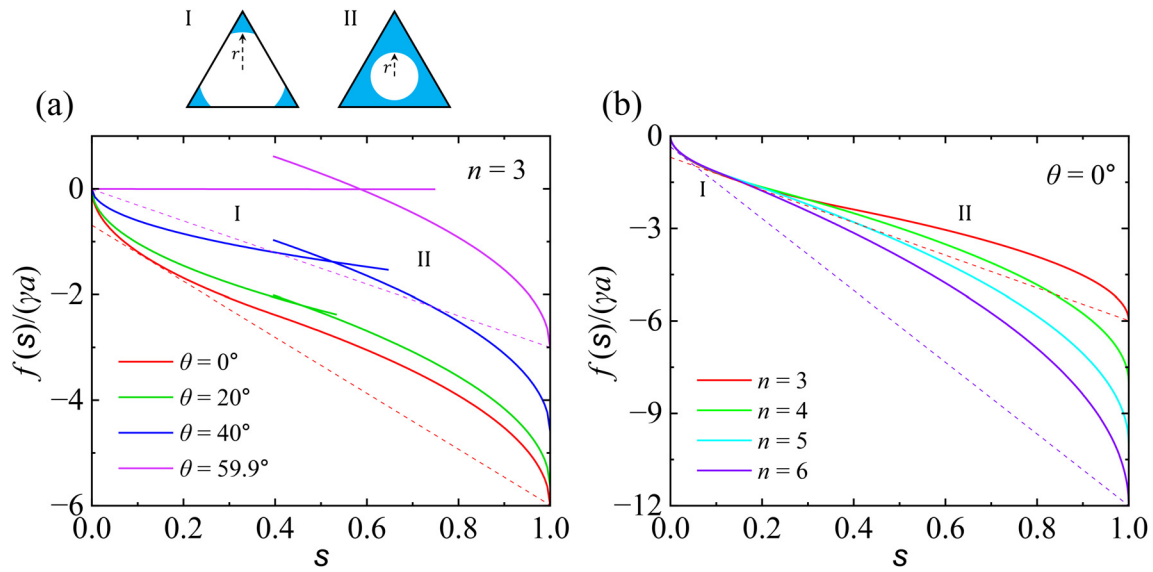 I
II
r
r
(a)
n = 3
0
−2
−4
−6
f (s)/(γa)
I
II
θ = 0°
θ = 20°
θ = 40°
θ = 59.9°
0.0 0.2 0.4 0.6 0.8 1.0
s
(b)
θ = 0°
0
−3
−6
−9
−12
f (s)/(γa)
I
II
n = 3
n = 4
n = 5
n = 6
0.0 0.2 0.4 0.6 0.8 1.0
s